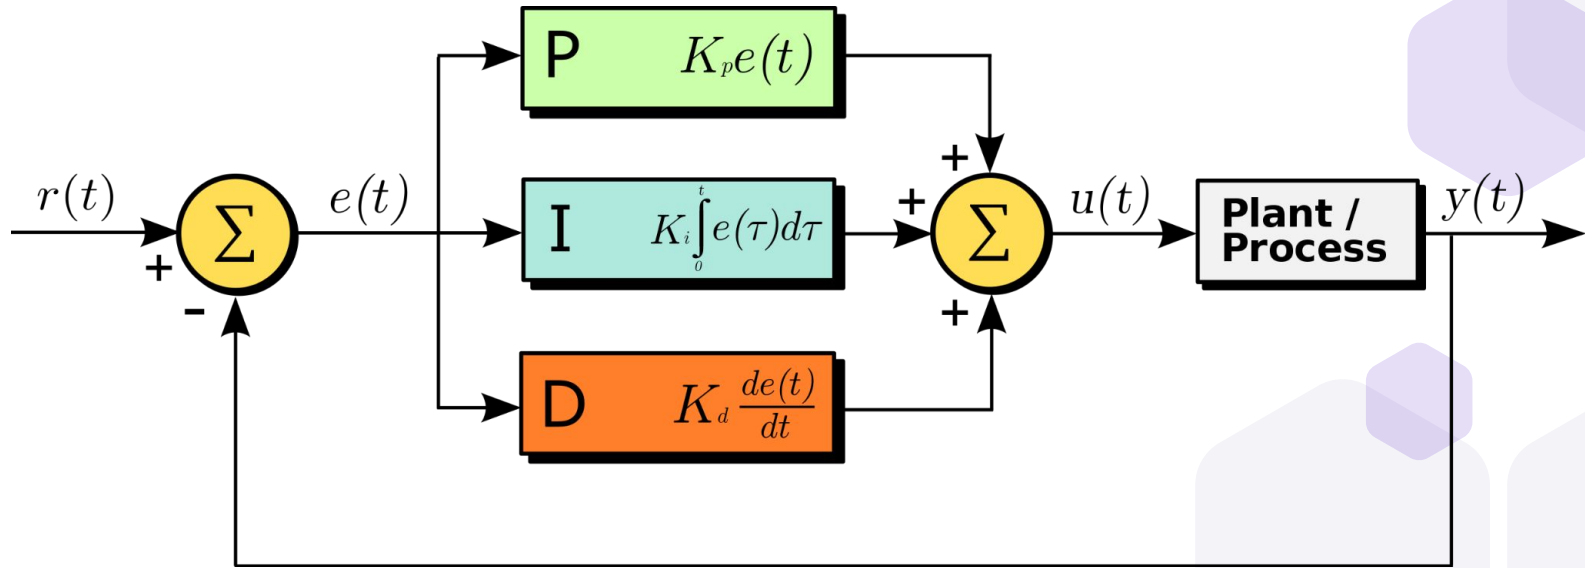 P K_p e(t)
+
r(t)
Σ
e(t)
I K_i ∫_0^t e(τ)dτ
+
Σ
u(t)
Plant /
Process
y(t)
+
-
+
D K_d de(t)/dt